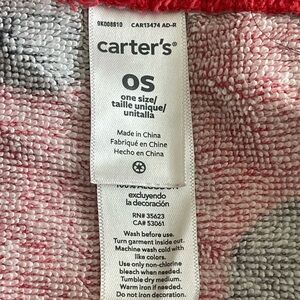 9K008610 CAR13474 AD-R
carter's®
OS
one size/
taille unique/
unitalla
Made in China
Fabriqué en Chine
Hecho en China
excluyendo
la decoración
RN# 35623
CA# 53061
Wash before use.
Turn garment inside out.
Machine wash cold with
like colors.
Use only non-chlorine
bleach when needed.
Tumble dry medium.
Warm iron if needed.
Do not iron decoration.